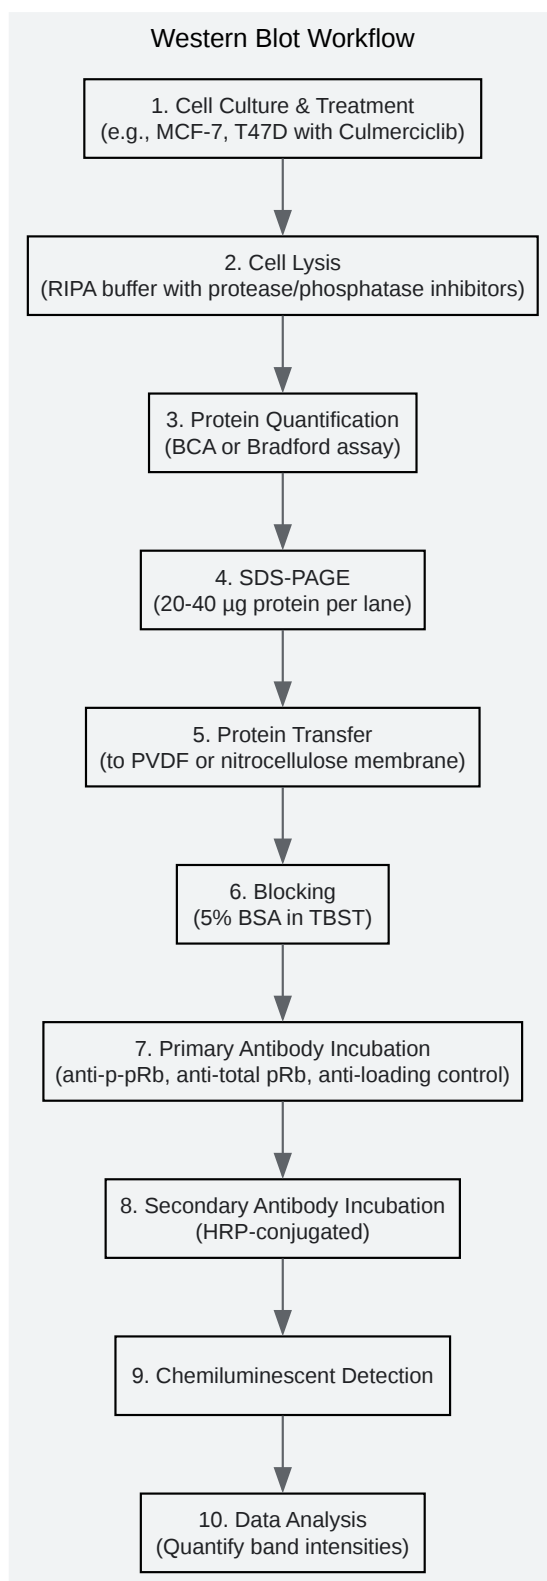 Western Blot Workflow
1. Cell Culture & Treatment
(e.g., MCF-7, T47D with Culmerciclib)
2. Cell Lysis
(RIPA buffer with protease/phosphatase inhibitors)
3. Protein Quantification
(BCA or Bradford assay)
4. SDS-PAGE
(20-40 µg protein per lane)
5. Protein Transfer
(to PVDF or nitrocellulose membrane)
6. Blocking
(5% BSA in TBST)
7. Primary Antibody Incubation
(anti-p-pRb, anti-total pRb, anti-loading control)
8. Secondary Antibody Incubation
(HRP-conjugated)
9. Chemiluminescent Detection
10. Data Analysis
(Quantify band intensities)